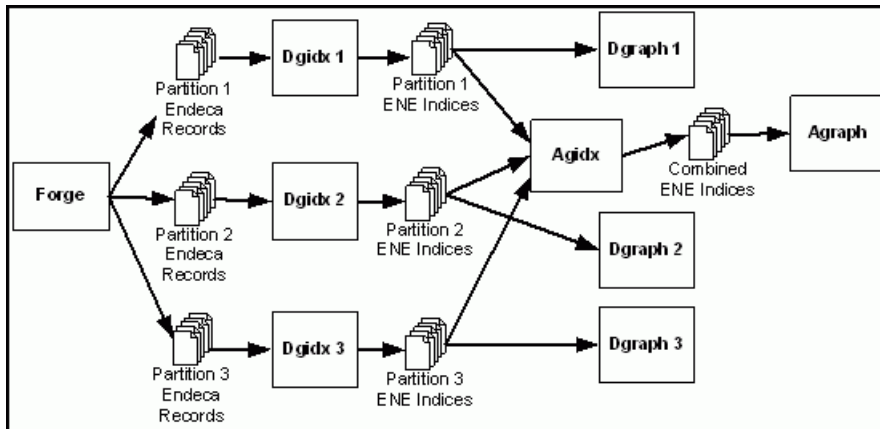 Dgidx 1
Dgraph 1
Partition 1
Endeca
Records
Partition 1
ENE Indices
Agidx
Agraph
Combined
ENE Indices
Forge
Dgidx 2
Partition 2
Endeca
Records
Partition 2
ENE Indices
Dgraph 2
Dgidx 3
Dgraph 3
Partition 3
Endeca
Records
Partition 3
ENE Indices